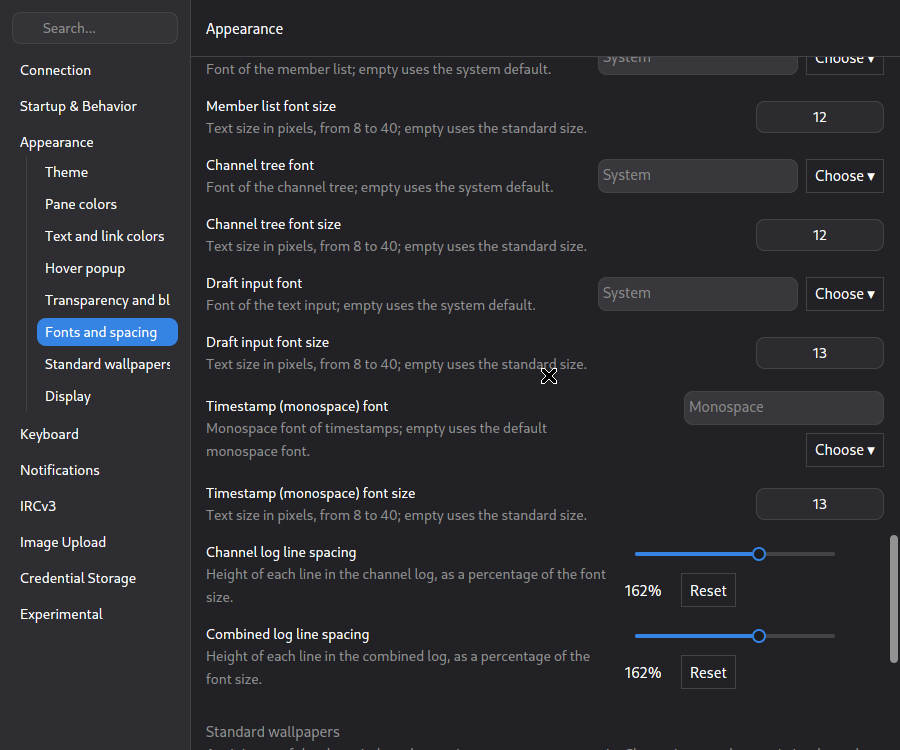 Search...
Connection
Startup & Behavior
Appearance
Theme
Pane colors
Text and link colors
Hover popup
Transparency and bl
Fonts and spacing
Standard wallpapers
Display
Keyboard
Notifications
IRCv3
Image Upload
Credential Storage
Experimental
Appearance
Font of the member list; empty uses the system default.
System
Choose ▾
Member list font size
Text size in pixels, from 8 to 40; empty uses the standard size.
12
Channel tree font
Font of the channel tree; empty uses the system default.
System
Choose ▾
Channel tree font size
Text size in pixels, from 8 to 40; empty uses the standard size.
12
Draft input font
Font of the text input; empty uses the system default.
System
Choose ▾
Draft input font size
Text size in pixels, from 8 to 40; empty uses the standard size.
13
Timestamp (monospace) font
Monospace font of timestamps; empty uses the default
monospace font.
Monospace
Choose ▾
Timestamp (monospace) font size
Text size in pixels, from 8 to 40; empty uses the standard size.
13
Channel log line spacing
Height of each line in the channel log, as a percentage of the font
size.
162%
Reset
Combined log line spacing
Height of each line in the combined log, as a percentage of the
font size.
162%
Reset
Standard wallpapers